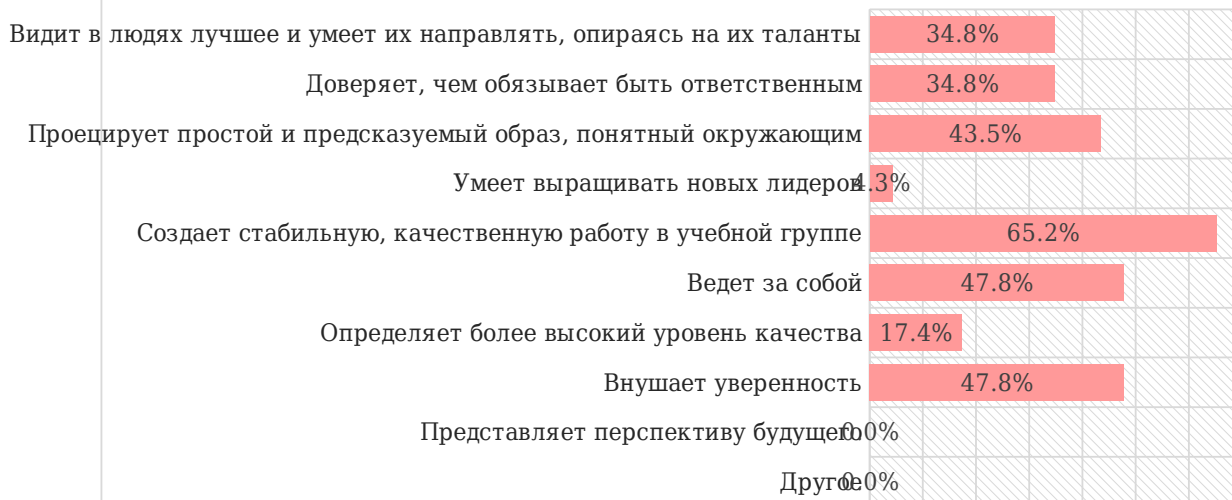 Видит в людях лучшее и умеет их направлять, опираясь на их таланты 34.8%
Доверяет, чем обязывает быть ответственным 34.8%
Проецирует простой и предсказуемый образ, понятный окружающим 43.5%
Умеет выращивать новых лидеров 4.3%
Создает стабильную, качественную работу в учебной группе 65.2%
Ведет за собой 47.8%
Определяет более высокий уровень качества 17.4%
Внушает уверенность 47.8%
Представляет перспективу будущего 0.0%
Другое 0.0%